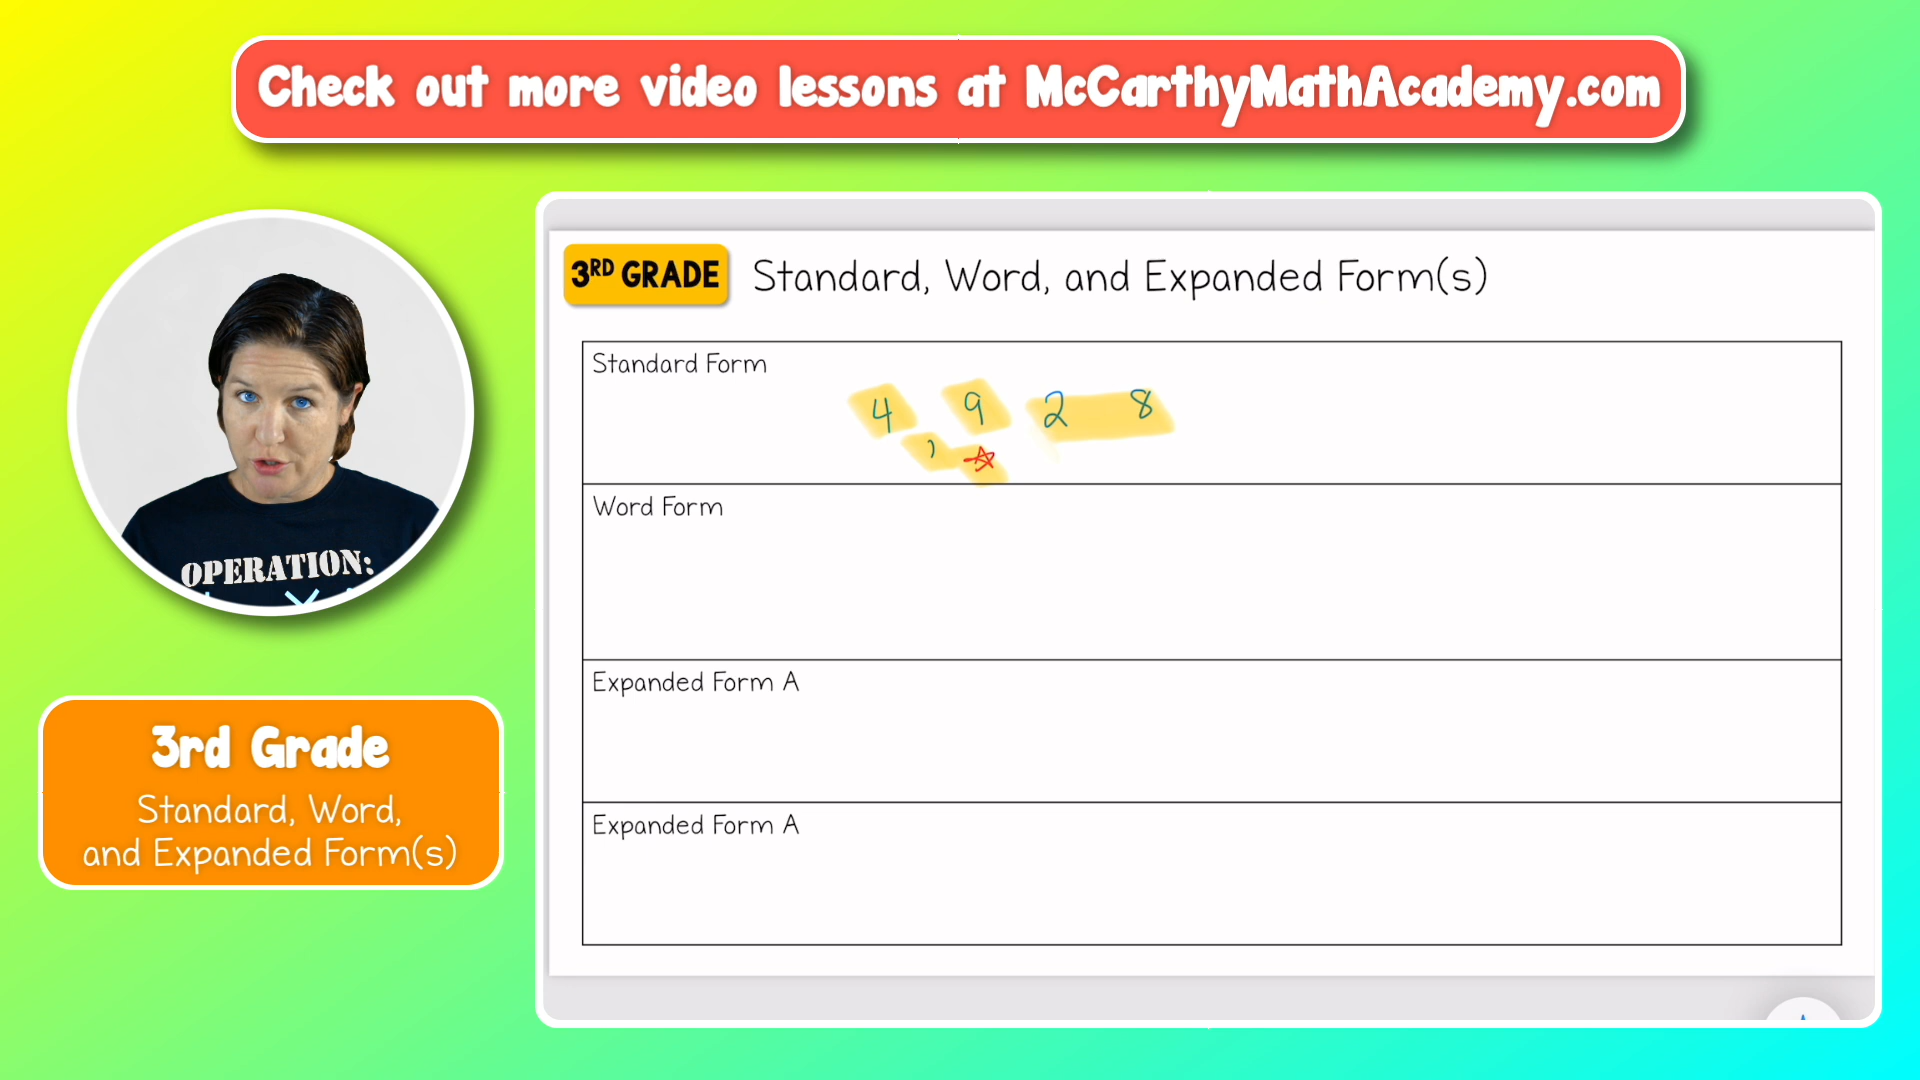 Check out more video lessons at McCarthyMathAcademy.com
OPERATION:
3rd Grade
Standard, Word,
and Expanded Form(s)
3RD GRADE
Standard, Word, and Expanded Form(s)
Standard Form
4 , 9 2 8
Word Form
Expanded Form A
Expanded Form A